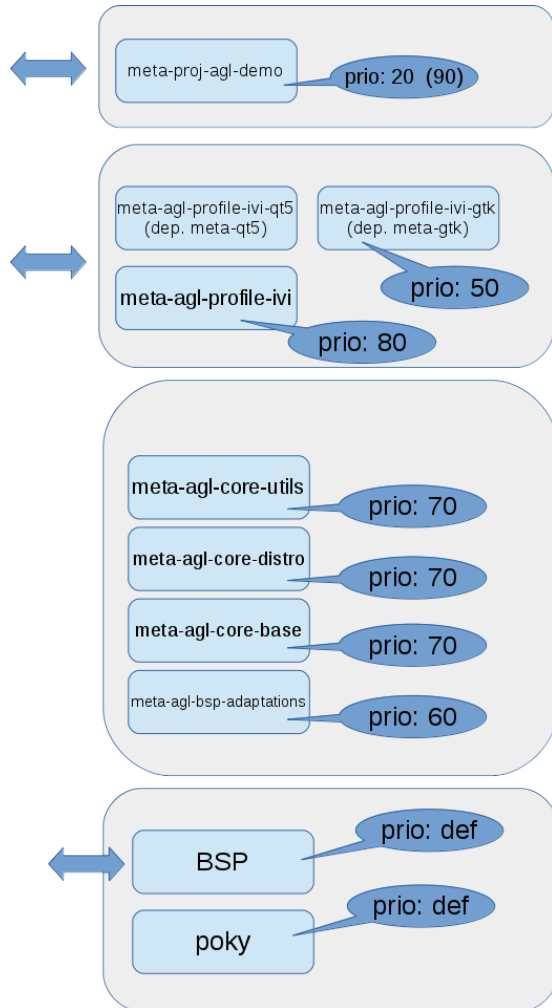 meta-proj-agl-demo
prio: 20 (90)
meta-agl-profile-ivi-qt5
(dep. meta-qt5)
meta-agl-profile-ivi-gtk
(dep. meta-gtk)
prio: 50
meta-agl-profile-ivi
prio: 80
meta-agl-core-utils
prio: 70
meta-agl-core-distro
prio: 70
meta-agl-core-base
prio: 70
meta-agl-bsp-adaptations
prio: 60
BSP
prio: def
poky
prio: def